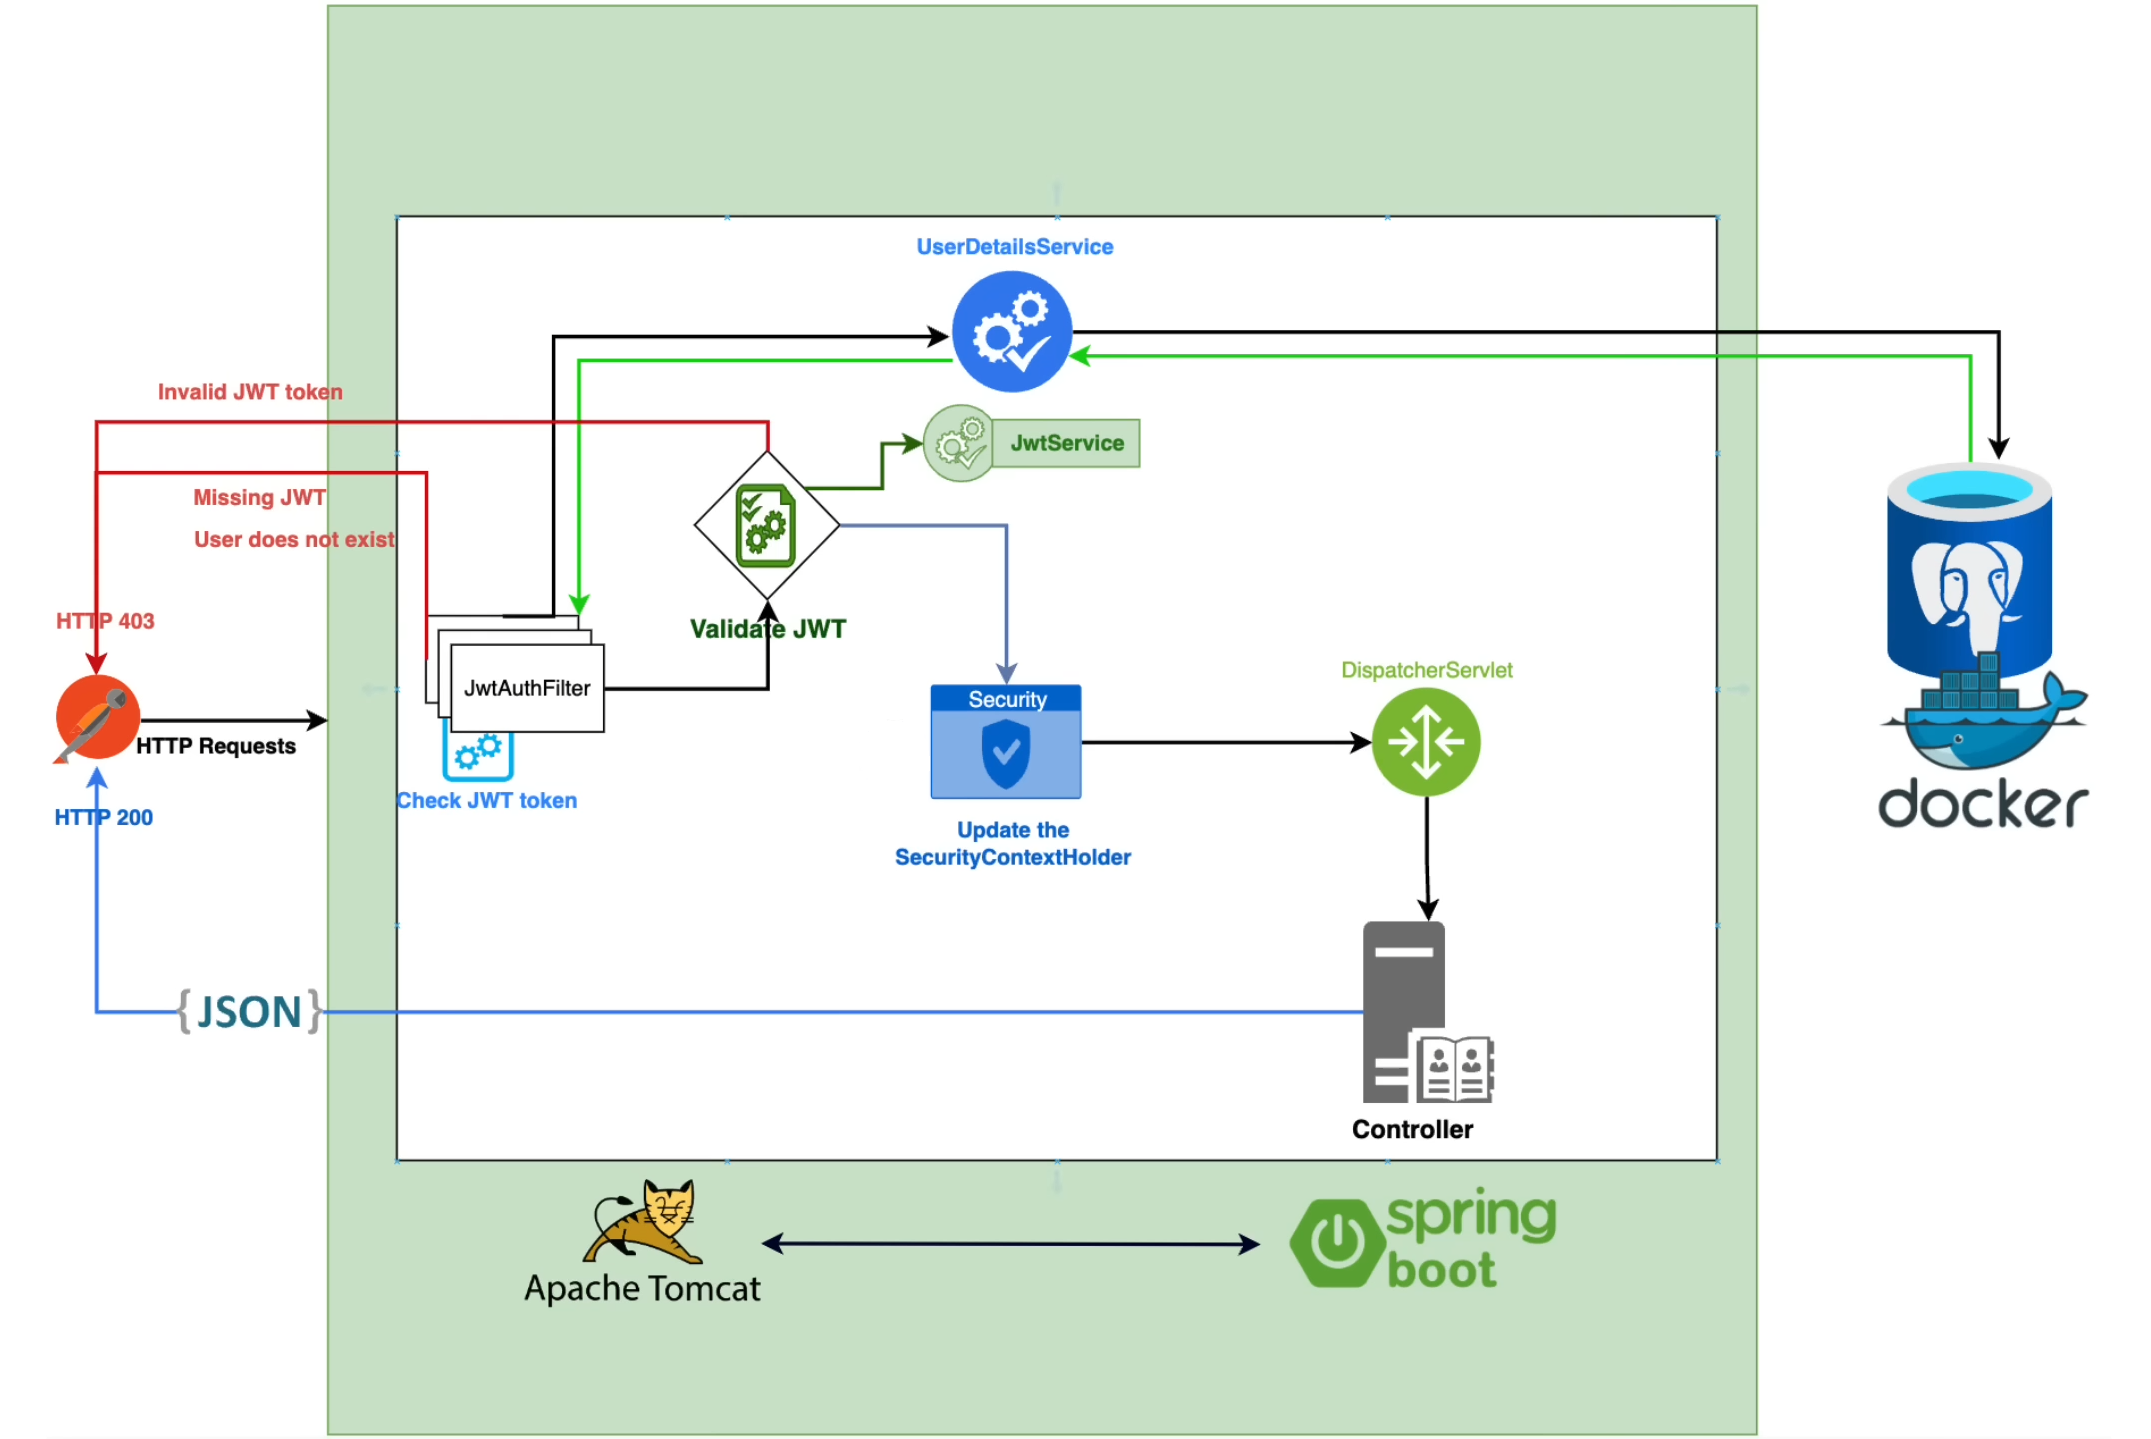 UserDetailsService
Invalid JWT token
JwtService
Missing JWT
User does not exist
HTTP 403
Validate JWT
DispatcherServlet
JwtAuthFilter
Security
HTTP Requests
Check JWT token
HTTP 200
Update the
SecurityContextHolder
docker
{JSON}
Controller
Apache Tomcat
spring
boot